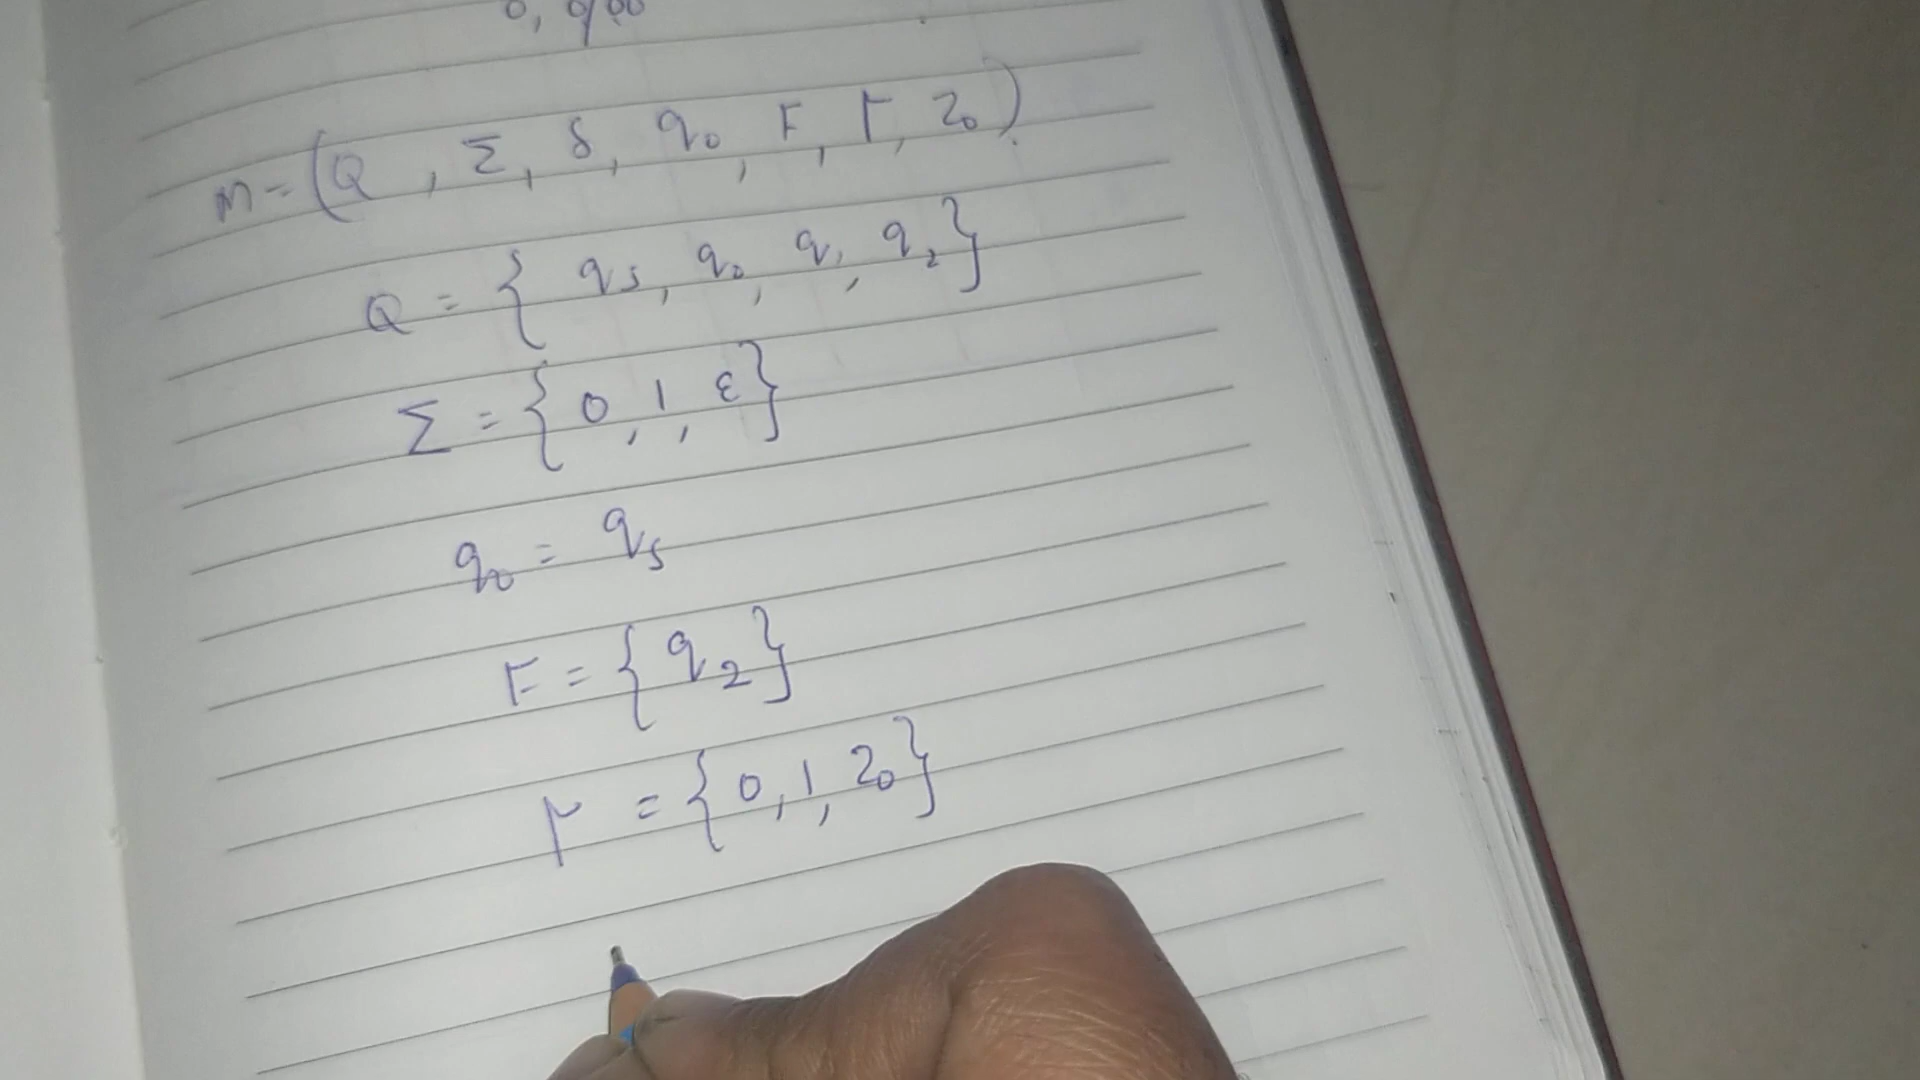 M = (Q, Σ, δ, q₀, F, Γ, z₀)
Q = { qs, q₀, q₁, q₂ }
Σ = { 0, 1, ε }
q₀ = qs
F = { q₂ }
Γ = { 0, 1, z₀ }